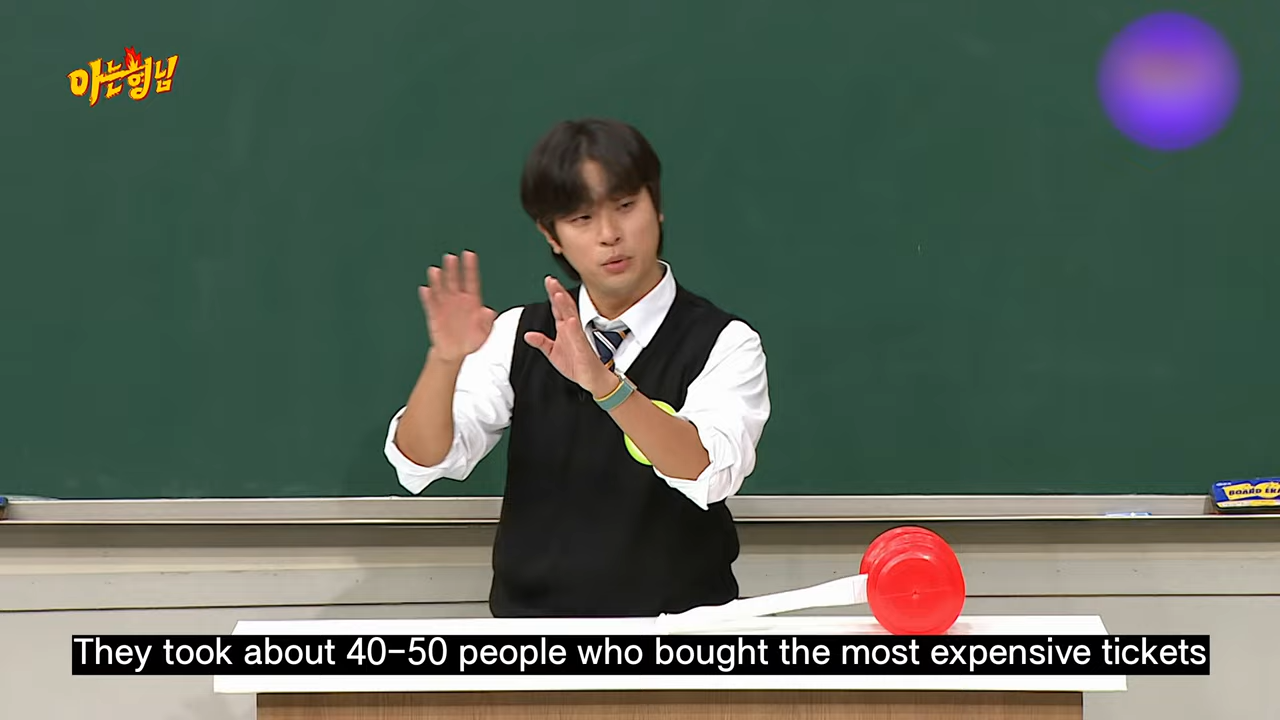 아는형님
BOARD ERA
They took about 40-50 people who bought the most expensive tickets